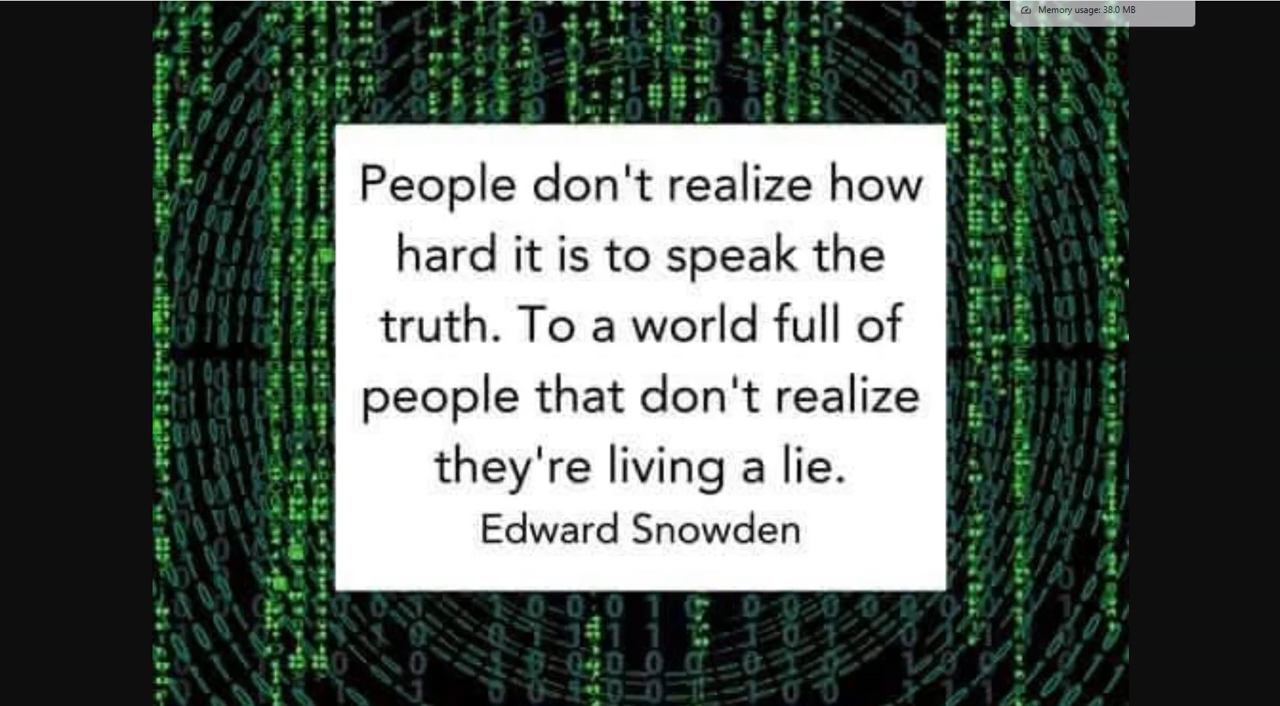 Memory usage: 38.0 MB
People don't realize how
hard it is to speak the
truth. To a world full of
people that don't realize
they're living a lie.
Edward Snowden